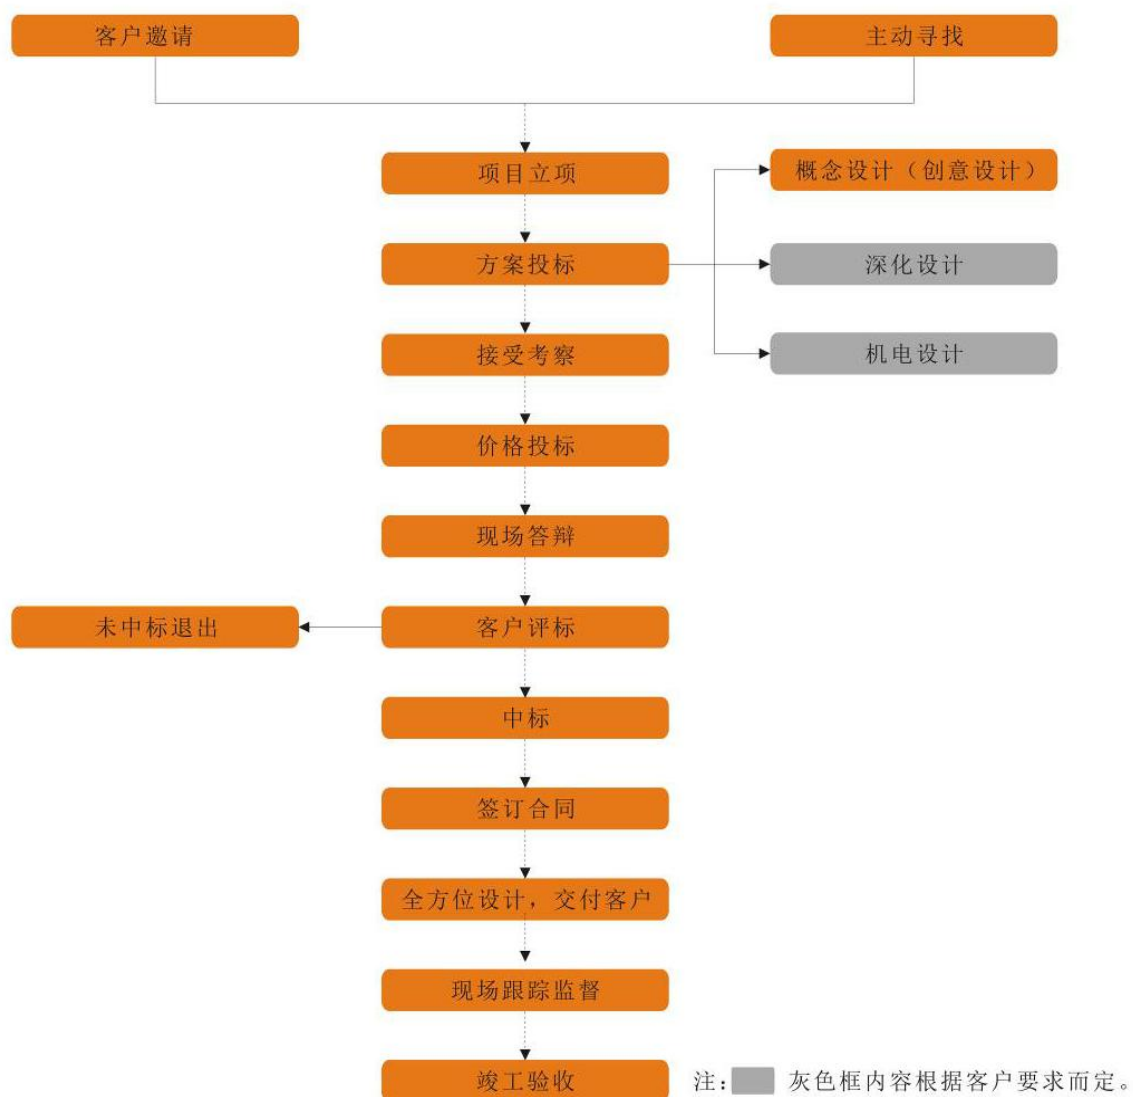 客户邀请
主动寻找
项目立项
概念设计（创意设计）
方案投标
深化设计
接受考察
机电设计
价格投标
现场答辩
未中标退出
客户评标
中标
签订合同
全方位设计，交付客户
现场跟踪监督
竣工验收
注: 灰色框内容根据客户要求而定。